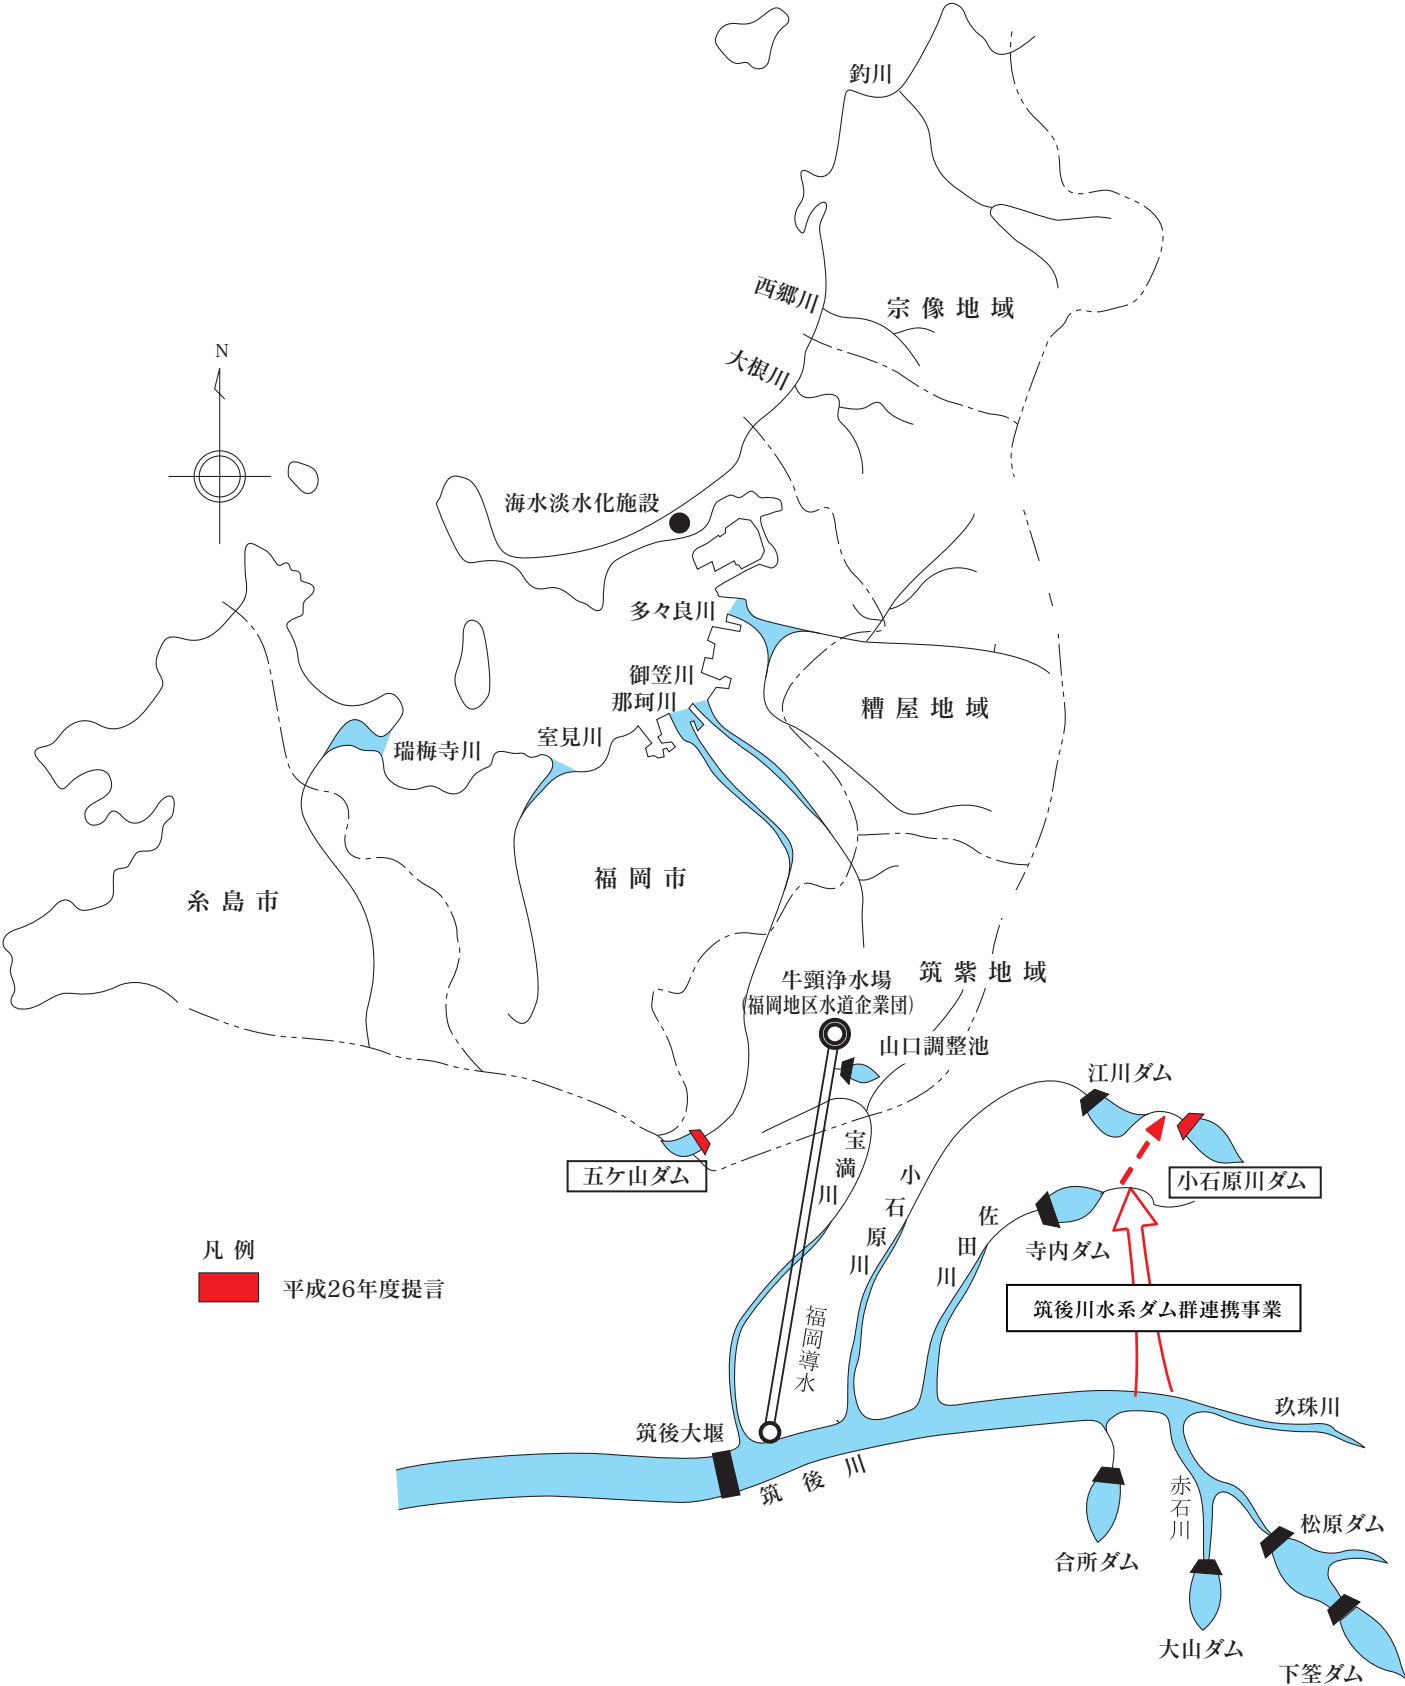 釣川
西郷川
宗像地域
N
大根川
海水淡水化施設
多々良川
御笠川
那珂川
糟屋地域
室見川
瑞梅寺川
福岡市
糸島市
筑紫地域
牛頸浄水場
(福岡地区水道企業団)
山口調整池
江川ダム
宝満川
小石原川
五ケ山ダム
小石原川ダム
佐田川
寺内ダム
凡例
平成26年度提言
筑後川水系ダム群連携事業
福岡導水
玖珠川
筑後大堰
筑後川
赤石川
松原ダム
合所ダム
大山ダム
下筌ダム